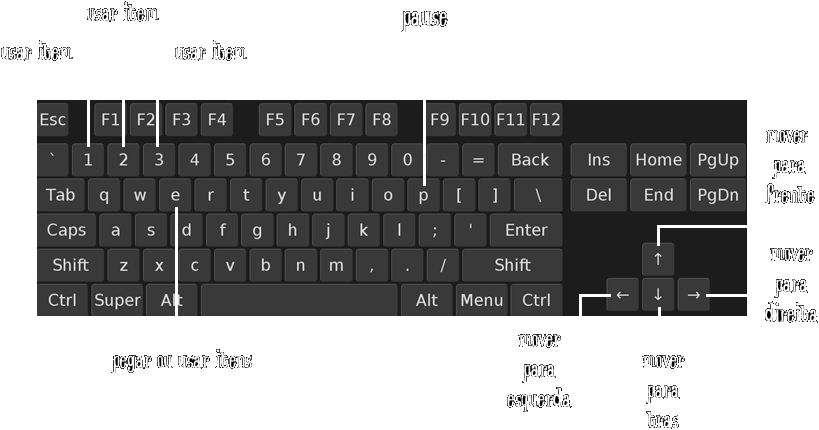 usar item
pause
usar item
usar item
Esc F1 F2 F3 F4 F5 F6 F7 F8 F9 F10 F11 F12
` 1 2 3 4 5 6 7 8 9 0 - = Back Ins Home PgUp
Tab q w e r t y u i o p [ ] \ Del End PgDn
Caps a s d f g h j k l ; ' Enter
Shift z x c v b n m , . / Shift ↑
Ctrl Super Alt Alt Menu Ctrl ← ↓ →
mover
para
frente
mover
para
direita
pegar ou usar itens
mover
para
esquerda
mover
para
tras